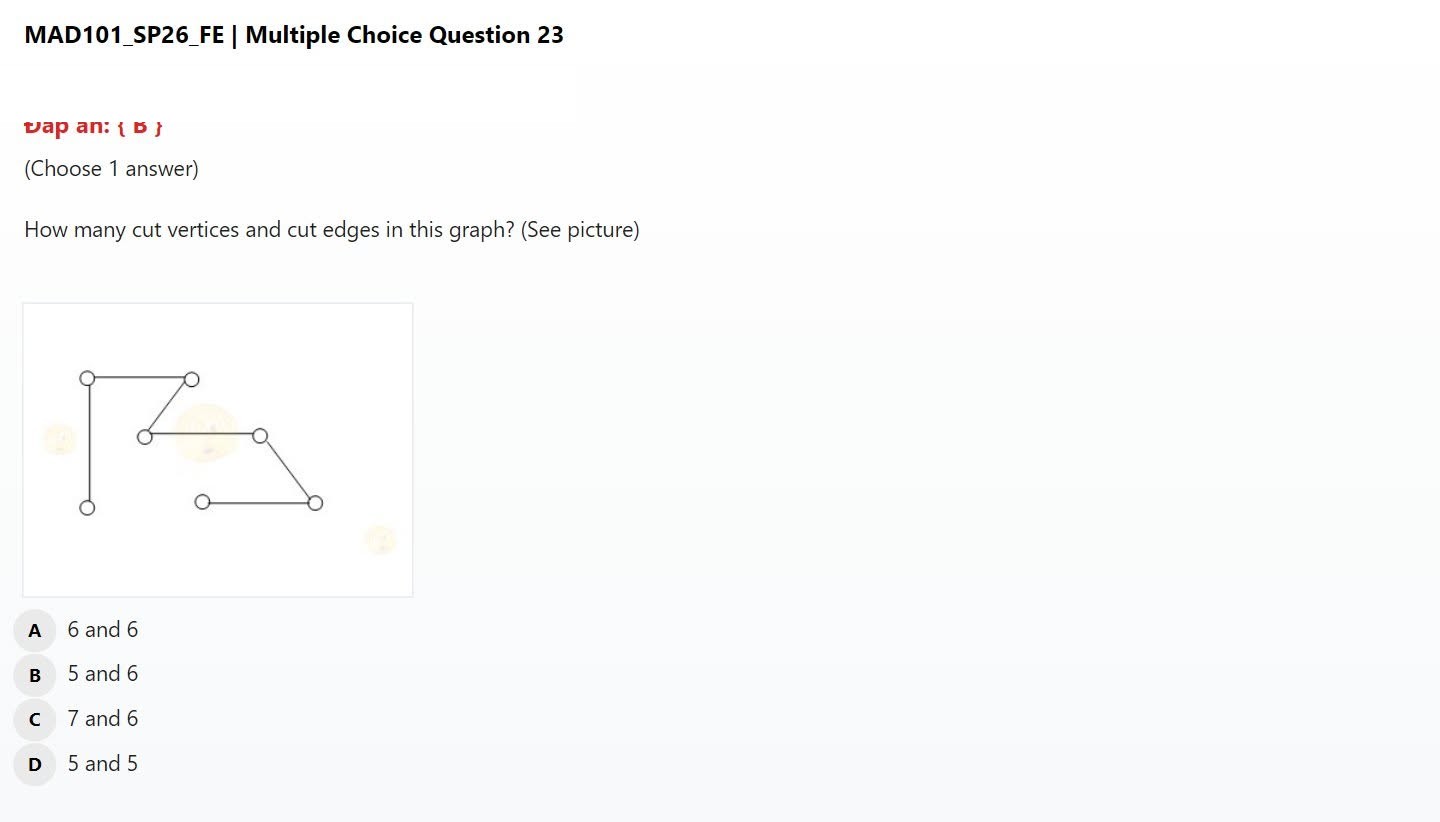 MAD101_SP26_FE | Multiple Choice Question 23
Đáp án: { B }
(Choose 1 answer)
How many cut vertices and cut edges in this graph? (See picture)
A 6 and 6
B 5 and 6
C 7 and 6
D 5 and 5